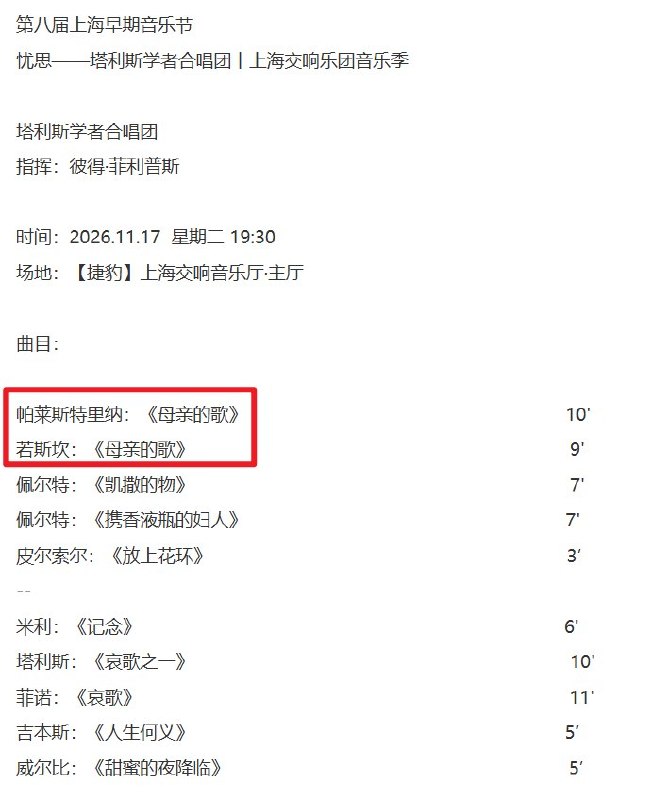 第八届上海早期音乐节
忧思——塔利斯学者合唱团丨上海交响乐团音乐季
塔利斯学者合唱团
指挥：彼得·菲利普斯
时间：2026.11.17 星期二 19:30
场地：【捷豹】上海交响音乐厅·主厅
曲目：
帕莱斯特里纳：《母亲的歌》 10'
若斯坎：《母亲的歌》 9'
佩尔特：《凯撒的物》 7'
佩尔特：《携香液瓶的妇人》 7'
皮尔索尔：《放上花环》 3'
--
米利：《记念》 6'
塔利斯：《哀歌之一》 10'
菲诺：《哀歌》 11'
吉本斯：《人生何义》 5'
威尔比：《甜蜜的夜降临》 5'